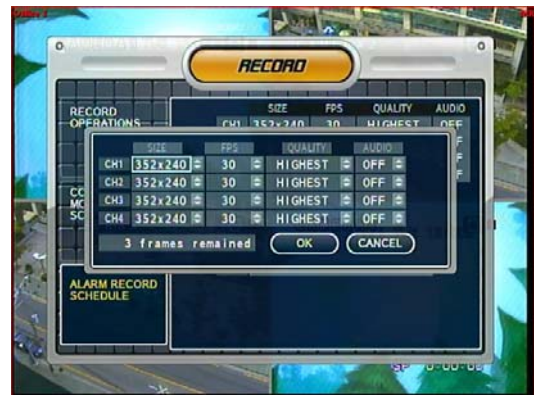 RECORD
RECORD
OPERATIONS
SIZE FPS QUALITY AUDIO
CH1 352x240 30 HIGHEST OFF
SIZE FPS QUALITY AUDIO
CH1 352x240 30 HIGHEST OFF
CH2 352x240 30 HIGHEST OFF
CH3 352x240 30 HIGHEST OFF
CH4 352x240 30 HIGHEST OFF
3 frames remained OK CANCEL
ALARM RECORD
SCHEDULE